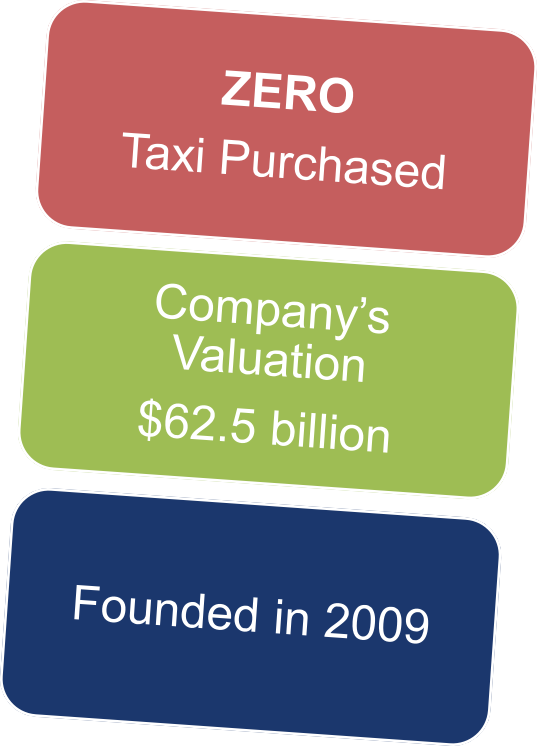 ZERO
Taxi Purchased
Company’s
Valuation
$62.5 billion
Founded in 2009